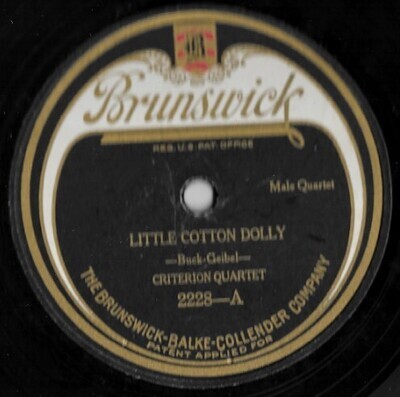 B
Brunswick
REG. U.S. PAT. OFFICE
Male Quartet
LITTLE COTTON DOLLY
—Buck-Geibel—
CRITERION QUARTET
2228—A
THE BRUNSWICK-BALKE-COLLENDER COMPANY
PATENT APPLIED FOR